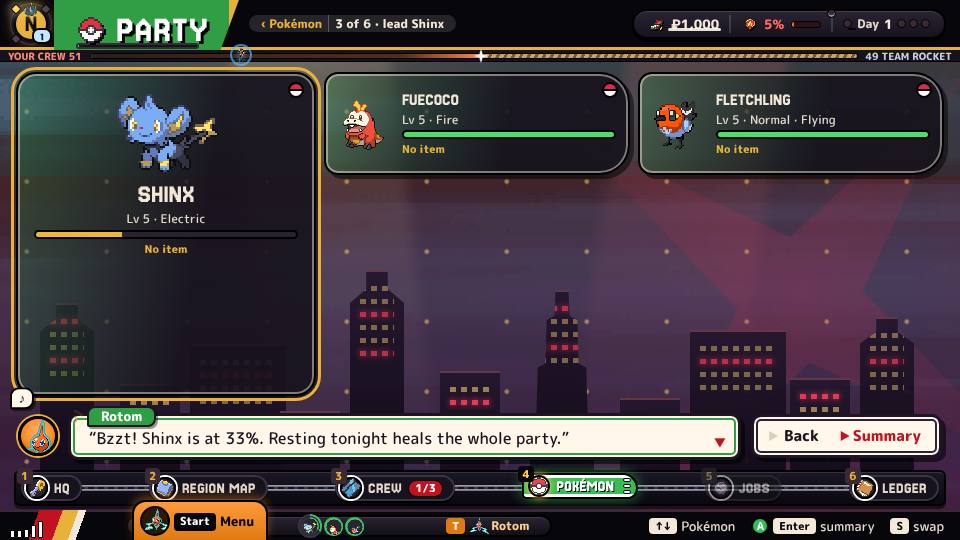 N
1
PARTY
‹ Pokémon 3 of 6 · lead Shinx
₽1,000
5%
Day 1
YOUR CREW 51
49 TEAM ROCKET
SHINX
Lv 5 · Electric
No item
FUECOCO
Lv 5 · Fire
No item
FLETCHLING
Lv 5 · Normal · Flying
No item
♪
Rotom
“Bzzt! Shinx is at 33%. Resting tonight heals the whole party.”
Back
Summary
1 HQ
2 REGION MAP
3 CREW 1/3
4 POKÉMON
5 JOBS
6 LEDGER
Start Menu
T Rotom
↑↓ Pokémon
A Enter summary
S swap